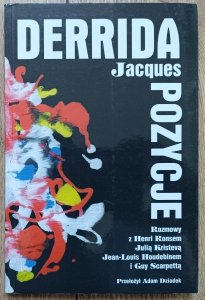 DERRIDA
Jacques
POZYCJE
Rozmowy
z Henri Ronsem
Julią Kristevą
Jean-Louis Houdebinem
i Guy Scarpettą
Przełożył Adam Dziadek